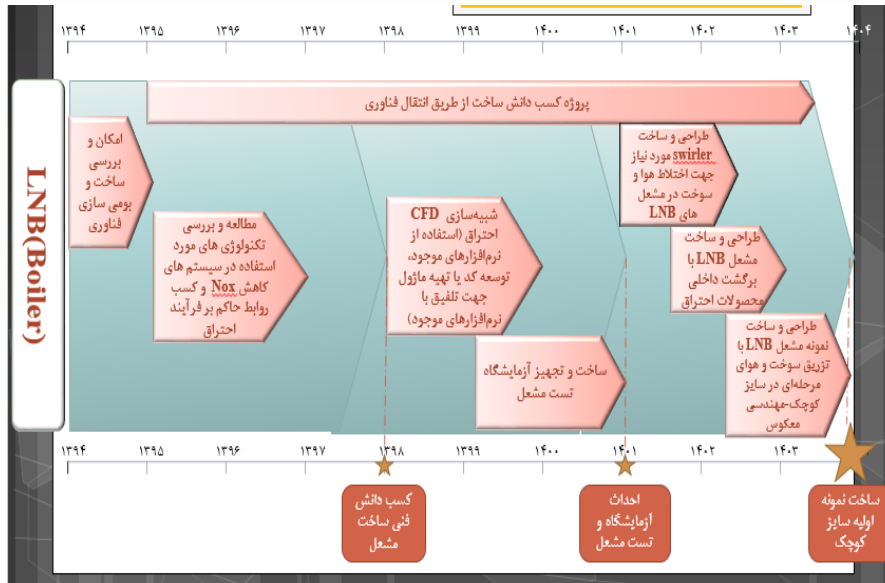 ۱۳۹۴ ۱۳۹۵ ۱۳۹۶ ۱۳۹۷ ۱۳۹۸ ۱۳۹۹ ۱۴۰۰ ۱۴۰۱ ۱۴۰۲ ۱۴۰۳ ۱۴۰۴
LNB(Boiler)
پروژه کسب دانش ساخت از طریق انتقال فناوری
امکان و
بررسی
ساخت و
بومی سازی
فناوری
مطالعه و بررسی
تکنولوژی های مورد
استفاده در سیستم های
کاهش Nox و کسب
روابط حاکم بر فرآیند
احتراق
شبیه‌سازی CFD
احتراق (استفاده از
نرم‌افزارهای موجود،
توسعه کد یا تهیه ماژول
جهت تلفیق با
نرم‌افزارهای موجود)
ساخت و تجهیز آزمایشگاه
تست مشعل
طراحی و ساخت
swirler مورد نیاز
جهت اختلاط هوا و
سوخت در مشعل
های LNB
طراحی و ساخت
مشعل LNB با
برگشت داخلی
محصولات احتراق
طراحی و ساخت
نمونه مشعل LNB با
تزریق سوخت و هوای
مرحله‌ای در سایز
کوچک-مهندسی
معکوس
۱۳۹۴ ۱۳۹۵ ۱۳۹۶ ۱۳۹۷ ۱۳۹۸ ۱۳۹۹ ۱۴۰۰ ۱۴۰۱ ۱۴۰۲ ۱۴۰۳
کسب دانش
فنی ساخت
مشعل
احداث
آزمایشگاه و
تست مشعل
ساخت نمونه
اولیه سایز
کوچک